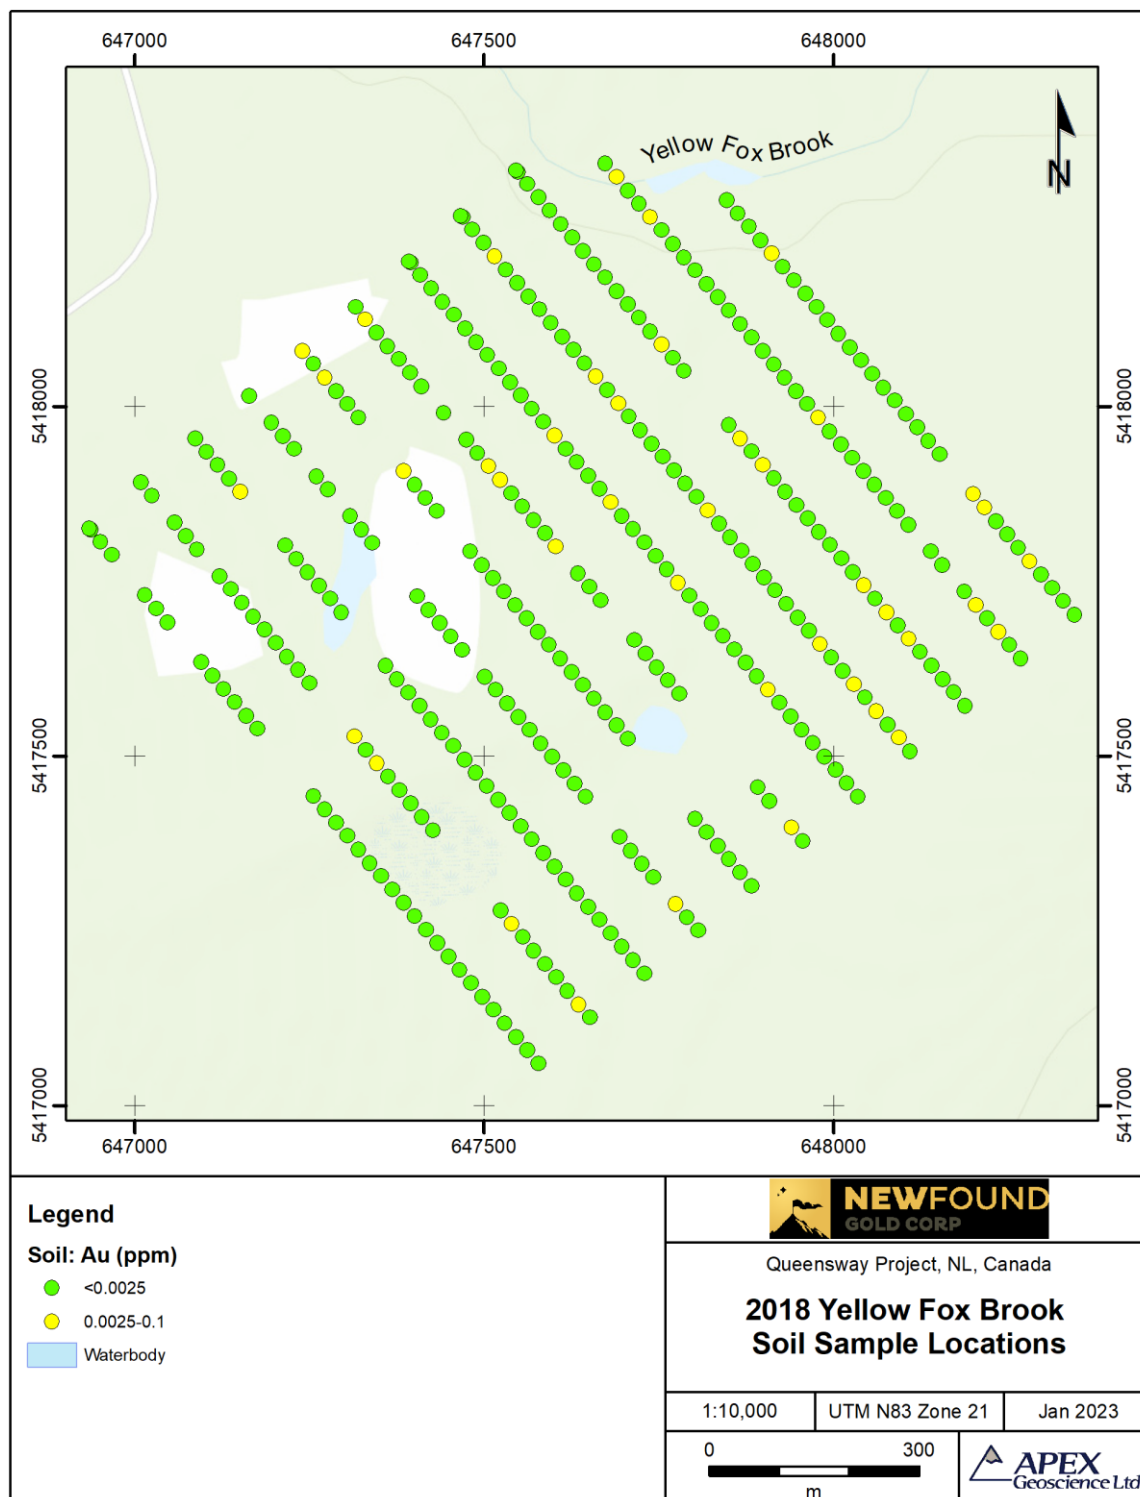 647000 647500 648000
Yellow Fox Brook
N
5418000 5418000
5417500 5417500
5417000 5417000
647000 647500 648000
Legend
Soil: Au (ppm)
<0.0025
0.0025-0.1
Waterbody
NEWFOUND
GOLD CORP
Queensway Project, NL, Canada
2018 Yellow Fox Brook
Soil Sample Locations
1:10,000 UTM N83 Zone 21 Jan 2023
0 300
m
APEX
Geoscience Ltd